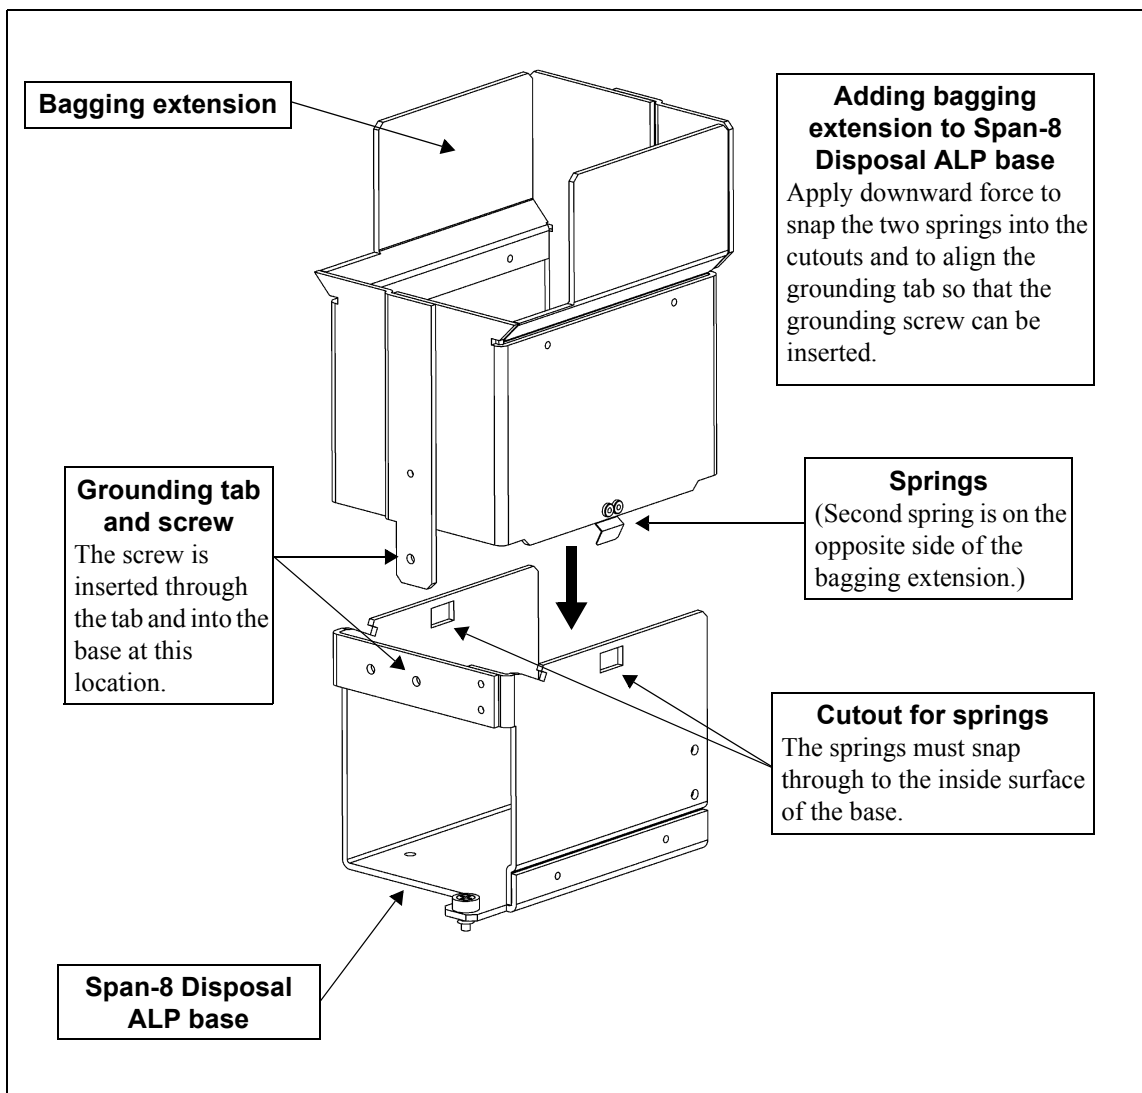 Bagging extension
Adding bagging
extension to Span-8
Disposal ALP base
Apply downward force to
snap the two springs into the
cutouts and to align the
grounding tab so that the
grounding screw can be
inserted.
Grounding tab
and screw
The screw is
inserted through
the tab and into the
base at this
location.
Springs
(Second spring is on the
opposite side of the
bagging extension.)
Cutout for springs
The springs must snap
through to the inside surface
of the base.
Span-8 Disposal
ALP base